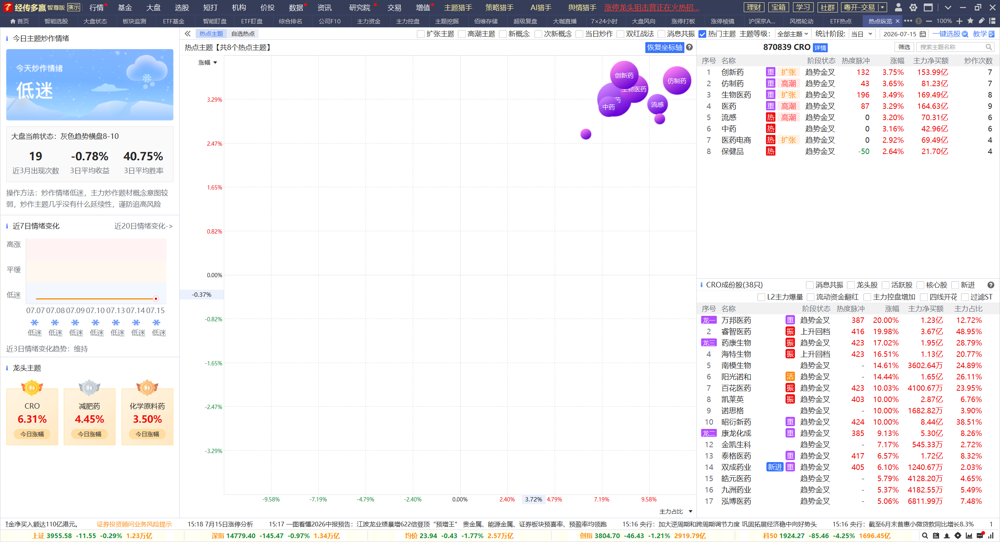 经传多赢 智尊版 演示 行情 基金 大盘 选股 短打 机构 价投 数据 资讯 研究院 交易 增值 主题猎手 策略猎手 AI猎手 舆情猎手 涨停龙头狙击营正在火热招... 理财 宝箱 学习 社群 粤开-交易
首页 智能选股 大盘状态 板块监测 ETF基金 智能盯盘 ETF盯盘 综合排名 公司F10 主力资金 主力控盘 主题挖掘 佰维存储 超级复盘 大咖直播 7×24小时 大盘风向 涨停打板 涨停棱镜 沪深京A... 风格轮动 ETF热点 热点纵览 100%
今日主题炒作情绪
今天炒作情绪
低迷
大盘当前状态：灰色趋势横盘8-10
19 -0.78% 40.75%
近3月出现次数 3日平均收益 3日平均胜率
操作方法：炒作情绪低迷，主力炒作题材概念意图较
弱，炒作主题几乎没有什么延续性，谨防追高风险
近7日情绪变化 近20日情绪变化->
高涨
平缓
低迷
07.07 07.08 07.09 07.10 07.13 07.14 07.15
低迷 低迷 低迷 低迷 低迷 低迷 低迷
近3日情绪变化趋势：维持
龙头主题
CRO 减肥药 化学原料药
6.31% 4.45% 3.50%
今日涨幅 今日涨幅 今日涨幅
热点主题 自选热点 扩张主题 高潮主题 新概念 次新概念 当日炒作 双红战法 消息共振 热门主题 主题等级： 全部主题 统计阶段： 当日 2026-07-15 一键选股 教学
热点主题【共8个热点主题】 恢复坐标轴
涨幅
创新药
仿制药
生物医药
药
中药
流感
3.29%
2.47%
1.65%
0.82%
0.00%
-0.37%
-0.82%
-1.65%
-2.47%
-3.29%
-9.58% -7.19% -4.79% -2.40% 0.00% 2.40% 3.72% 4.79% 7.19% 9.58%
主力占比
870839 CRO 详情 筛选 搜索主题名称
序号 名称 阶段状态 热度脉冲 涨幅 主力净买额 炒作次数
1 创新药 重 扩张 趋势金叉 132 3.75% 153.99亿 7
2 仿制药 重 高潮 趋势金叉 43 3.65% 81.23亿 7
3 生物医药 重 扩张 趋势金叉 196 3.49% 169.49亿 8
4 医药 重 高潮 趋势金叉 87 3.29% 164.63亿 9
5 流感 热 高潮 趋势金叉 0 3.20% 70.31亿 6
6 中药 热 趋势金叉 0 3.16% 42.96亿 6
7 医药电商 热 扩张 趋势金叉 0 2.92% 69.49亿 4
8 保健品 热 趋势金叉 -50 2.64% 21.70亿 4
CRO成份股(38只) 消息共振 龙头股 活跃股 核心股 新进
L2主力爆量 流动资金翻红 主力控盘增加 四线开花 过滤ST
序号 名称 阶段状态 热度脉冲 涨幅 主力净买额 主力占比
龙一 万邦医药 重 趋势金叉 387 20.00% 1.23亿 12.72%
2 睿智医药 振 上升回档 416 19.98% 3.67亿 48.95%
龙三 药康生物 振 趋势金叉 423 17.02% 1.95亿 28.79%
4 海特生物 振 上升回档 423 16.51% 1.13亿 20.77%
5 南模生物 趋势金叉 - 14.61% 3602.64万 24.89%
6 阳光诺和 活 趋势金叉 - 14.44% 1.65亿 26.11%
7 百花医药 振 趋势金叉 423 10.03% 4100.67万 23.95%
8 凯莱英 振 趋势金叉 403 10.00% 2.87亿 6.76%
9 诺思格 趋势金叉 - 10.00% 1682.82万 3.90%
10 昭衍新药 重 趋势金叉 424 10.00% 8.44亿 38.51%
龙二 康龙化成 重 趋势金叉 385 9.13% 5.30亿 8.26%
12 金凯生科 趋势金叉 - 7.17% 545.33万 2.72%
13 泰格医药 重 趋势金叉 417 6.57% 1.72亿 8.32%
14 双成药业 新进 重 趋势金叉 405 6.10% 1240.67万 2.03%
15 皓元医药 趋势金叉 - 5.79% 4128.20万 4.65%
16 九洲药业 趋势金叉 - 5.37% 4182.55万 5.49%
17 泓博医药 趋势金叉 - 5.06% 6811.99万 7.48%
资金净买入额达110亿港元。 证券投资顾问业务风险提示 15:18 7月15日涨停分析 15:17 一图看懂2026中报预告：江波龙业绩暴增622倍登顶“预增王” 贵金属、能源金属、证券板块预喜率、预盈率均领跑 15:16 央行：加大逆周期和跨周期调节力度 巩固拓展经济稳中向好势头 15:16 央行：截至6月末普惠小微贷款同比增长8.3% 1
上证 3955.58 -11.55 -0.29% 1.23万亿 深指 14779.40 -145.47 -0.97% 1.34万亿 均价 23.94 -0.43 -1.77% 2.57万亿 创指 3804.70 -46.43 -1.21% 2919.79亿 科50 1924.27 -85.46 -4.25% 1696.45亿